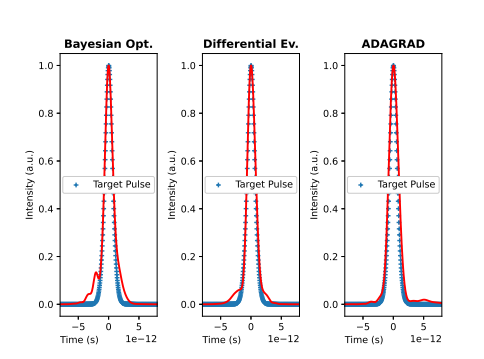 Bayesian Opt. Differential Ev. ADAGRAD
Intensity (a.u.)
1.0
0.8
0.6
0.4
0.2
0.0
Target Pulse
−5 0 5
Time (s) 1e−12
Intensity (a.u.)
1.0
0.8
0.6
0.4
0.2
0.0
Target Pulse
−5 0 5
Time (s) 1e−12
Intensity (a.u.)
1.0
0.8
0.6
0.4
0.2
0.0
Target Pulse
−5 0 5
Time (s) 1e−12